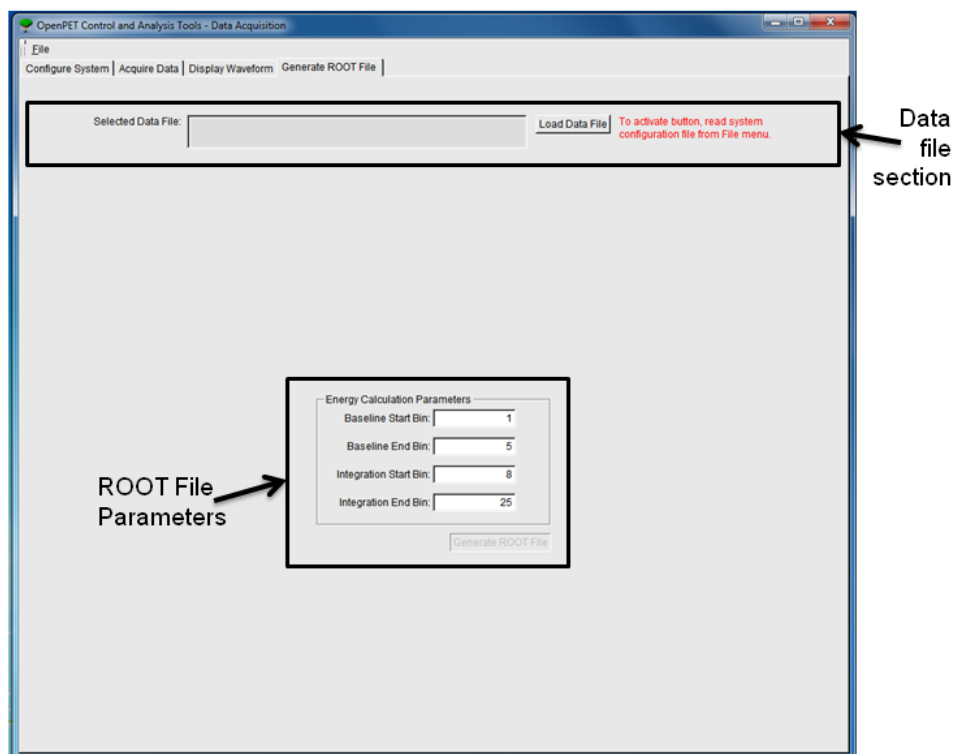 OpenPET Control and Analysis Tools - Data Acquisition
File
Configure System Acquire Data Display Waveform Generate ROOT File
Selected Data File:
Load Data File
To activate button, read system
configuration file from File menu.
Data
file
section
Energy Calculation Parameters
Baseline Start Bin: 1
Baseline End Bin: 5
Integration Start Bin: 8
Integration End Bin: 25
Generate ROOT File
ROOT File
Parameters